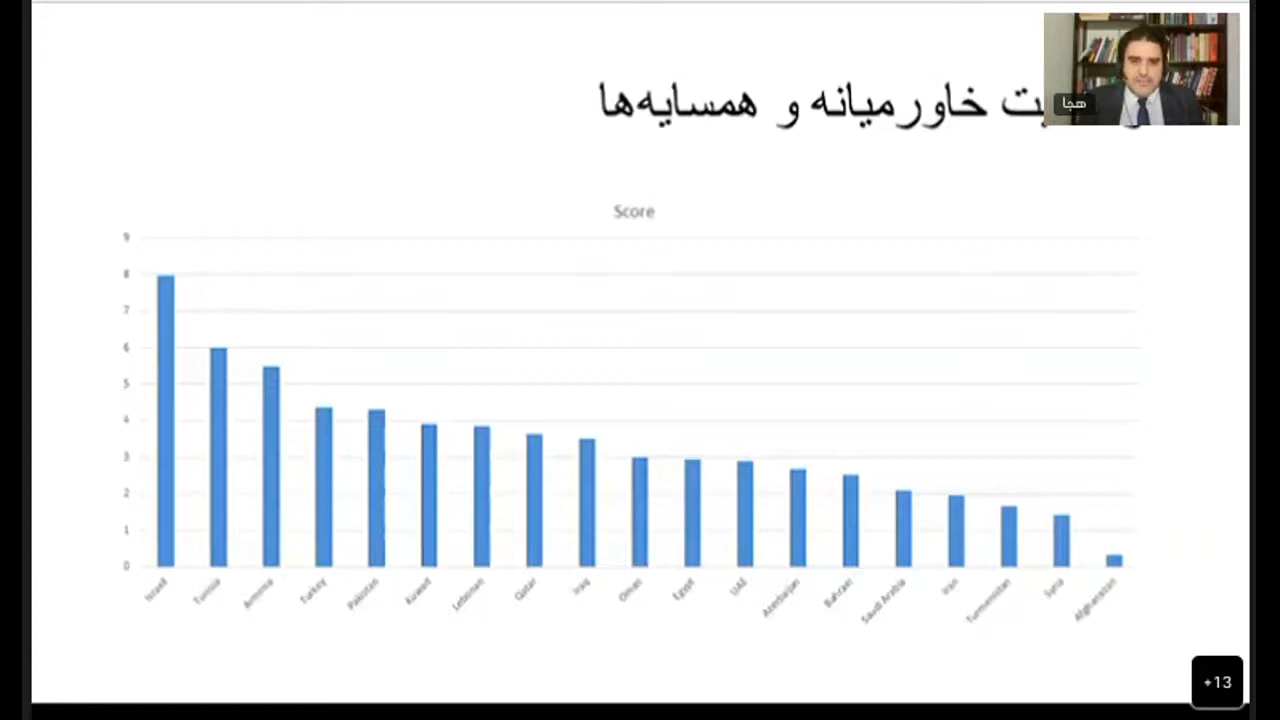 خاورمیانه و همسایه‌ها
هجا
Score
9
8
7
6
5
4
3
2
1
0
Israel
Tunisia
Armenia
Turkey
Pakistan
Kuwait
Lebanon
Qatar
Iraq
Oman
Egypt
UAE
Azerbaijan
Bahrain
Saudi Arabia
Iran
Turmenistan
Syria
Afghanistan
+13